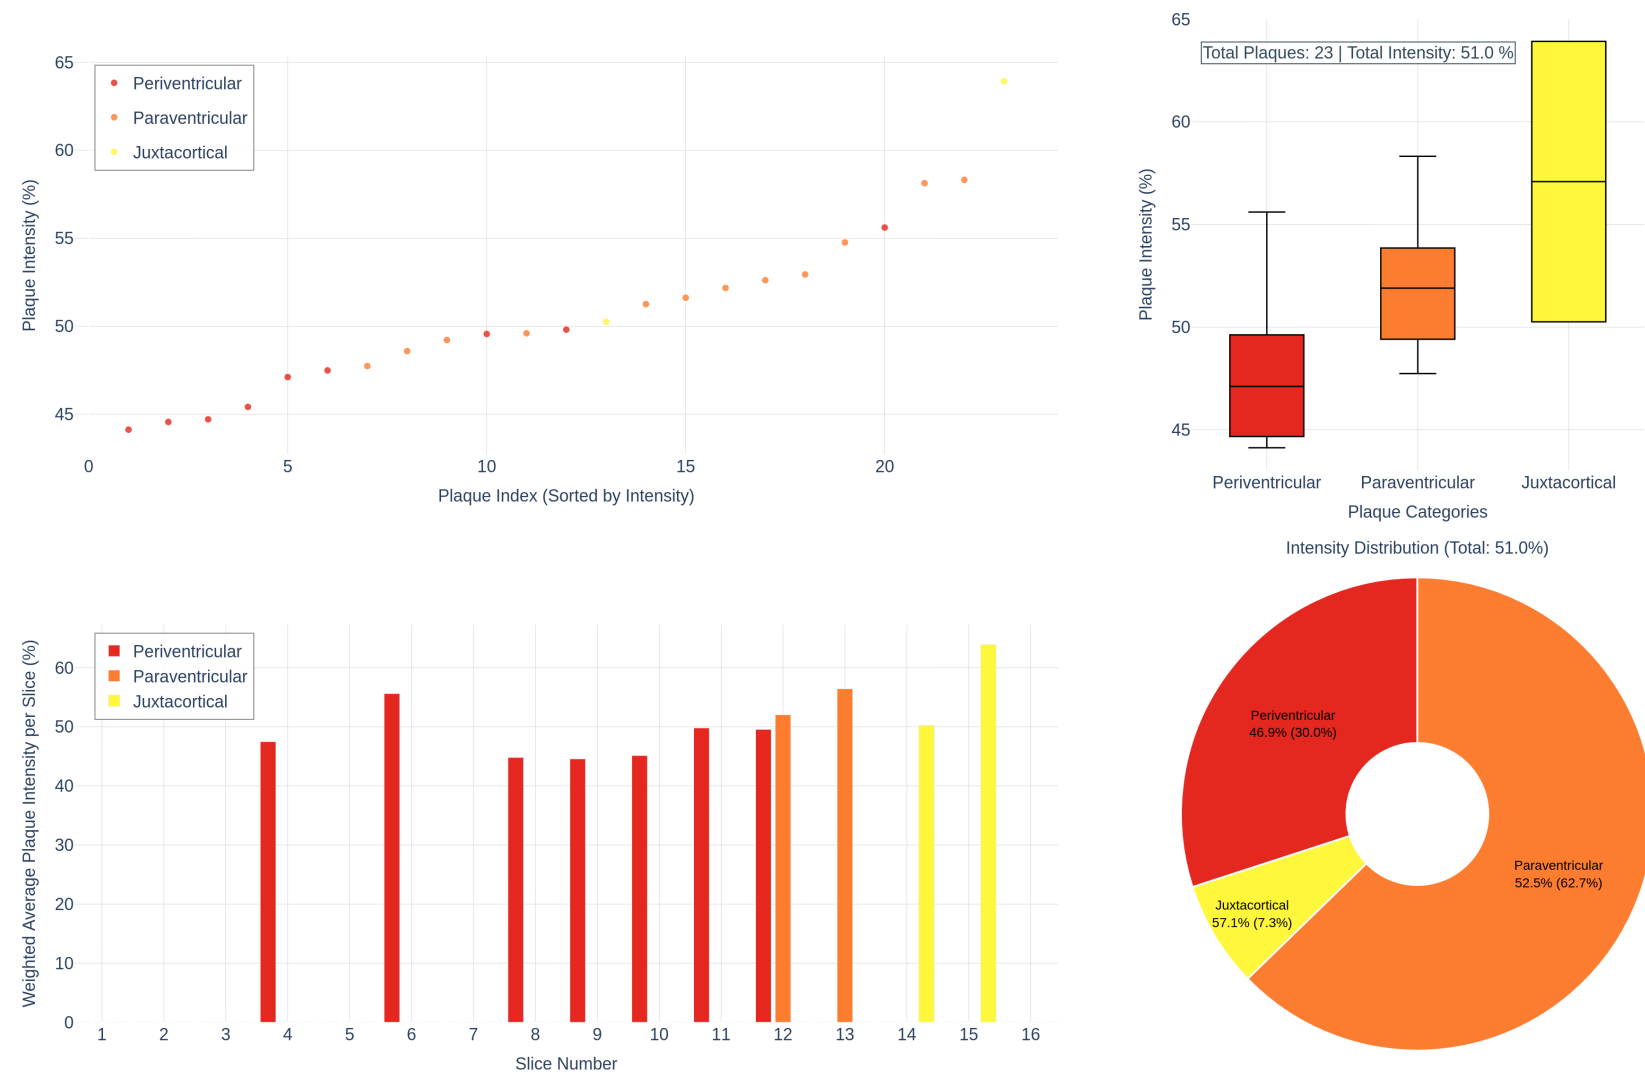 Plaque Intensity (%)
65
60
55
50
45
Periventricular
Paraventricular
Juxtacortical
0
5
10
15
20
Plaque Index (Sorted by Intensity)
Plaque Intensity (%)
65
60
55
50
45
Total Plaques: 23 | Total Intensity: 51.0 %
Periventricular
Paraventricular
Juxtacortical
Plaque Categories
Weighted Average Plaque Intensity per Slice (%)
60
50
40
30
20
10
0
Periventricular
Paraventricular
Juxtacortical
1
2
3
4
5
6
7
8
9
10
11
12
13
14
15
16
Slice Number
Intensity Distribution (Total: 51.0%)
Periventricular
46.9% (30.0%)
Paraventricular
52.5% (62.7%)
Juxtacortical
57.1% (7.3%)